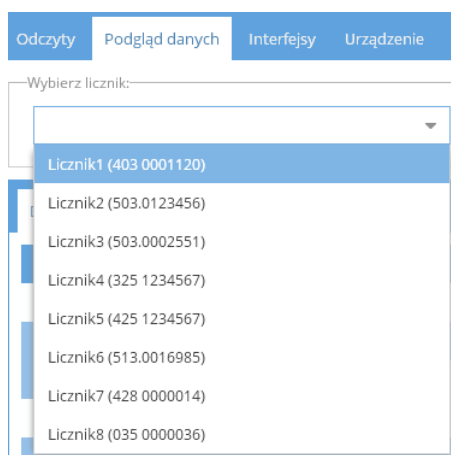 Odczyty Podgląd danych Interfejsy Urządzenie
Wybierz licznik:
Licznik1 (403 0001120)
Licznik2 (503.0123456)
Licznik3 (503.0002551)
Licznik4 (325 1234567)
Licznik5 (425 1234567)
Licznik6 (513.0016985)
Licznik7 (428 0000014)
Licznik8 (035 0000036)